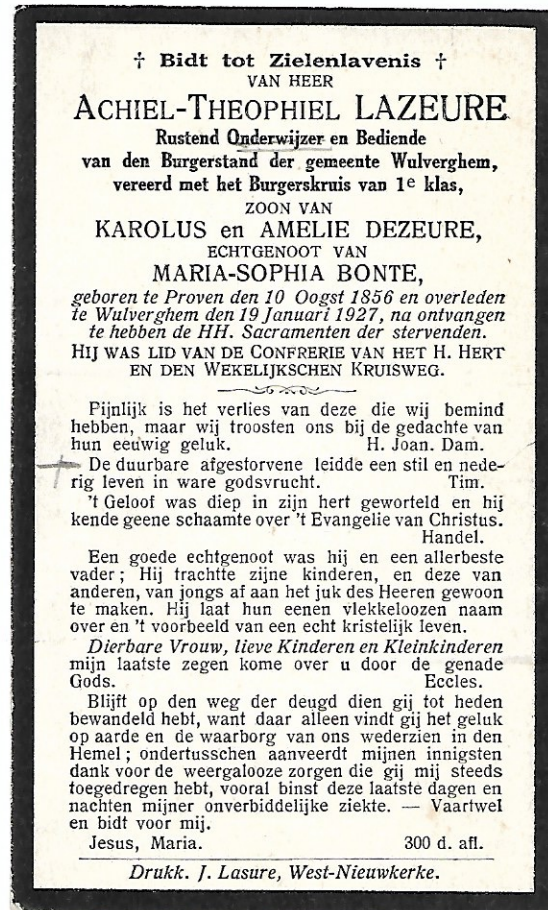 † Bidt tot Zielenlavenis †
VAN HEER
ACHIEL-THEOPHIEL LAZEURE
Rustend Onderwijzer en Bediende
van den Burgerstand der gemeente Wulverghem,
vereerd met het Burgerskruis van 1e klas,
ZOON VAN
KAROLUS en AMELIE DEZEURE,
ECHTGENOOT VAN
MARIA-SOPHIA BONTE,
geboren te Proven den 10 Oogst 1856 en overleden
te Wulverghem den 19 Januari 1927, na ontvangen
te hebben de HH. Sacramenten der stervenden.
HIJ WAS LID VAN DE CONFRERIE VAN HET H. HERT
EN DEN WEKELIJKSCHEN KRUISWEG.
Pijnlijk is het verlies van deze die wij bemind
hebben, maar wij troosten ons bij de gedachte van
hun eeuwig geluk. H. Joan. Dam.
De duurbare afgestorvene leidde een stil en nede-
rig leven in ware godsvrucht. Tim.
't Geloof was diep in zijn hert geworteld en hij
kende geene schaamte over 't Evangelie van Christus.
Handel.
Een goede echtgenoot was hij en een allerbeste
vader ; Hij trachtte zijne kinderen, en deze van
anderen, van jongs af aan het juk des Heeren gewoon
te maken. Hij laat hun eenen vlekkeloozen naam
over en 't voorbeeld van een echt kristelijk leven.
Dierbare Vrouw, lieve Kinderen en Kleinkinderen
mijn laatste zegen kome over u door de genade
Gods. Eccles.
Blijft op den weg der deugd dien gij tot heden
bewandeld hebt, want daar alleen vindt gij het geluk
op aarde en de waarborg van ons wederzien in den
Hemel ; ondertusschen aanveerdt mijnen innigsten
dank voor de weergalooze zorgen die gij mij steeds
toegedregen hebt, vooral binst deze laatste dagen en
nachten mijner onverbiddelijke ziekte. — Vaartwel
en bidt voor mij.
Jesus, Maria. 300 d. afl.
Drukk. J. Lasure, West-Nieuwkerke.